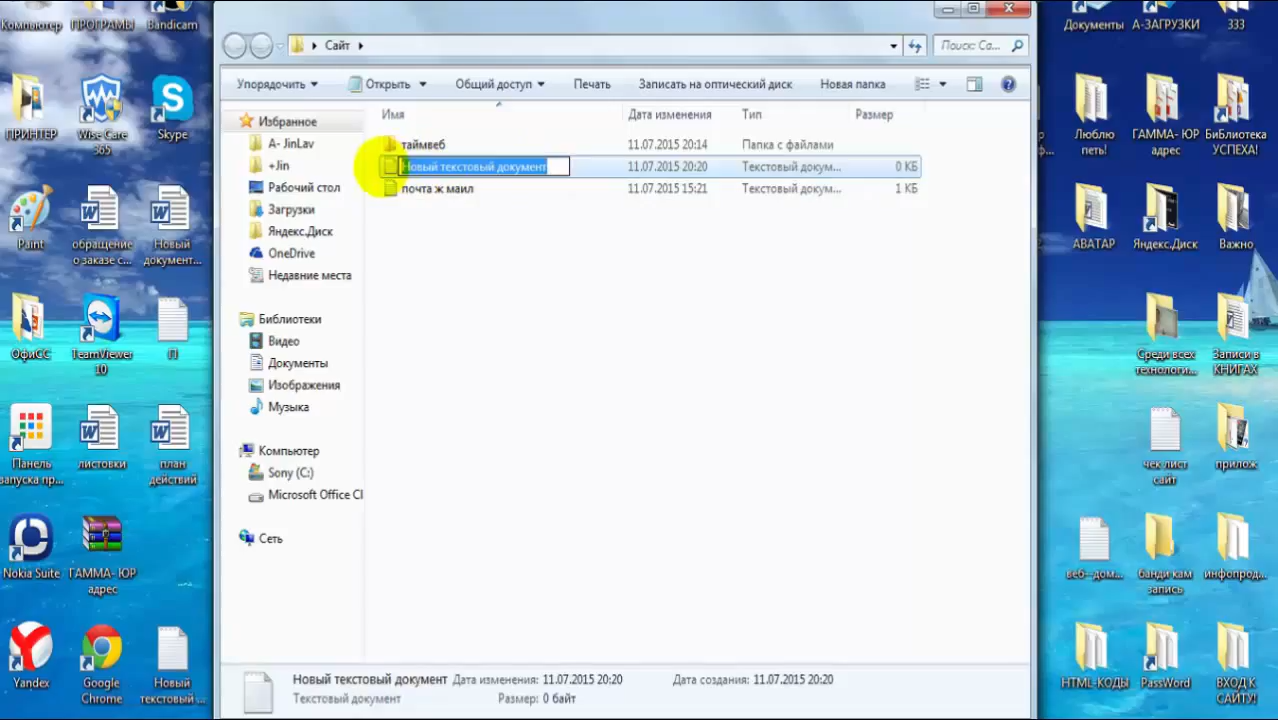 Компьютер
ПРОГРАМЫ
Bandicam
ПРИНТЕР
Wise Care
365
Skype
Paint
обращение
о заказе с...
Новый
документ...
ОфиСС
TeamViewer
10
П
Панель
запуска пр...
листовки
план
действий
Nokia Suite
ГАММА- ЮР
адрес
Yandex
Google
Chrome
Новый
текстовый ...
Сайт
Поиск: Са...
Упорядочить
Открыть
Общий доступ
Печать
Записать на оптический диск
Новая папка
Имя
Дата изменения
Тип
Размер
таймвеб
11.07.2015 20:14
Папка с файлами
Новый текстовый документ
11.07.2015 20:20
Текстовый докум...
0 КБ
почта ж маил
11.07.2015 15:21
Текстовый докум...
1 КБ
Избранное
A- JinLav
+Jin
Рабочий стол
Загрузки
Яндекс.Диск
OneDrive
Недавние места
Библиотеки
Видео
Документы
Изображения
Музыка
Компьютер
Sony (C:)
Microsoft Office Cl
Сеть
Новый текстовый документ
Дата изменения: 11.07.2015 20:20
Дата создания: 11.07.2015 20:20
Текстовый документ
Размер: 0 байт
Документы
А-ЗАГРУЗКИ
333
Люблю
петь!
ГАММА- ЮР
адрес
БиБлиотека
УСПЕХА!
АВАТАР
Яндекс.Диск
Важно
Среди всех
технологи...
Записи в
КНИГАХ
чек лист
сайт
прилож
веб--дом...
банди кам
запись
инфопрод...
HTML-КОДЫ
PassWord
ВХОД К
САЙТУ!